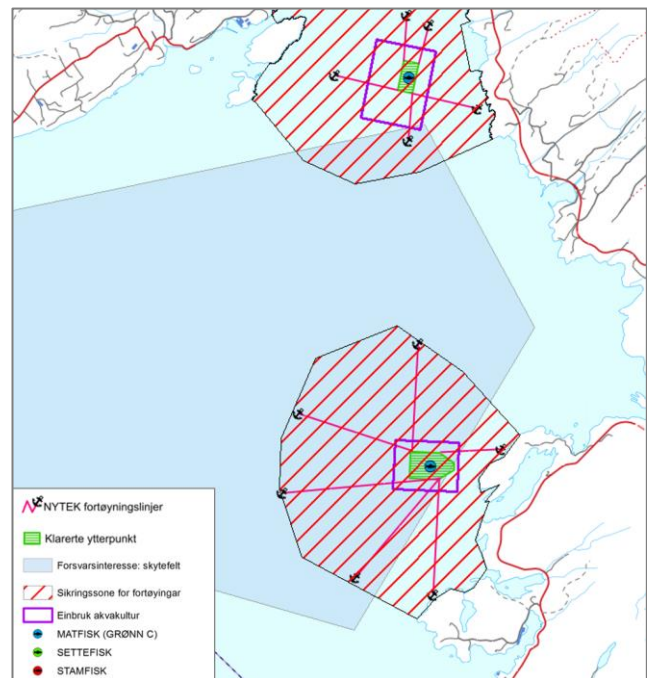 NYTEK fortøyningslinjer
Klarerte ytterpunkt
Forsvarsinteresse: skytefelt
Sikringssone for fortøyingar
Einbruk akvakultur
MATFISK (GRØNN C)
SETTEFISK
STAMFISK